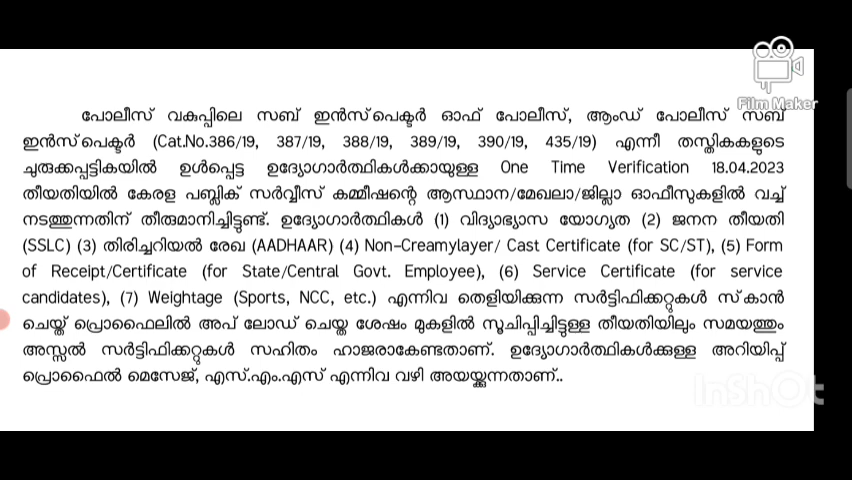 Film Maker
പോലീസ് വകുപ്പിലെ സബ് ഇൻസ്പെക്ടർ ഓഫ് പോലീസ്, ആംഡ് പോലീസ് സബ്
ഇൻസ്പെക്ടർ (Cat.No.386/19, 387/19, 388/19, 389/19, 390/19, 435/19) എന്നീ തസ്തികകളുടെ
ചുരുക്കപ്പട്ടികയിൽ ഉൾപ്പെട്ട ഉദ്യോഗാർത്ഥികൾക്കായുള്ള One Time Verification 18.04.2023
തീയതിയിൽ കേരള പബ്ലിക് സർവ്വീസ് കമ്മീഷന്റെ ആസ്ഥാന/മേഖലാ/ജില്ലാ ഓഫീസുകളിൽ വച്ച്
നടത്തുന്നതിന് തീരുമാനിച്ചിട്ടുണ്ട്. ഉദ്യോഗാർത്ഥികൾ (1) വിദ്യാഭ്യാസ യോഗ്യത (2) ജനന തീയതി
(SSLC) (3) തിരിച്ചറിയൽ രേഖ (AADHAAR) (4) Non-Creamylayer/ Cast Certificate (for SC/ST), (5) Form
of Receipt/Certificate (for State/Central Govt. Employee), (6) Service Certificate (for service
candidates), (7) Weightage (Sports, NCC, etc.) എന്നിവ തെളിയിക്കുന്ന സർട്ടിഫിക്കറ്റുകൾ സ്കാൻ
ചെയ്ത് പ്രൊഫൈലിൽ അപ് ലോഡ് ചെയ്ത ശേഷം മുകളിൽ സൂചിപ്പിച്ചിട്ടുള്ള തീയതിയിലും സമയത്തും
അസ്സൽ സർട്ടിഫിക്കറ്റുകൾ സഹിതം ഹാജരാകേണ്ടതാണ്. ഉദ്യോഗാർത്ഥികൾക്കുള്ള അറിയിപ്പ്
പ്രൊഫൈൽ മെസേജ്, എസ്.എം.എസ് എന്നിവ വഴി അയയ്ക്കുന്നതാണ്..
InShOt